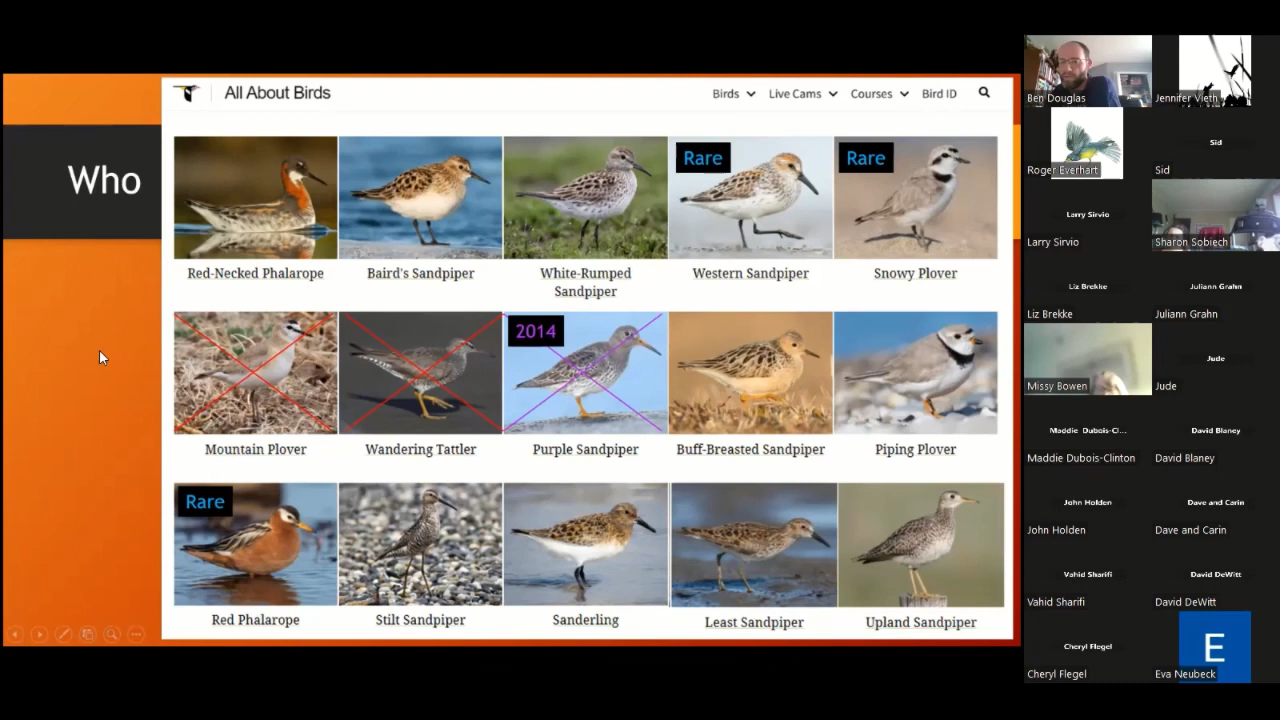 Who
All About Birds
Birds
Live Cams
Courses
Bird ID
Rare
Rare
Red-Necked Phalarope
Baird's Sandpiper
White-Rumped
Sandpiper
Western Sandpiper
Snowy Plover
2014
Mountain Plover
Wandering Tattler
Purple Sandpiper
Buff-Breasted Sandpiper
Piping Plover
Rare
Red Phalarope
Stilt Sandpiper
Sanderling
Least Sandpiper
Upland Sandpiper
Ben Douglas
Jennifer Vieth
Roger Everhart
Sid
Sid
Larry Sirvio
Larry Sirvio
Sharon Sobiech
Liz Brekke
Juliann Grahn
Liz Brekke
Juliann Grahn
Missy Bowen
Jude
Jude
Maddie Dubois-Cl...
David Blaney
Maddie Dubois-Clinton
David Blaney
John Holden
Dave and Carin
John Holden
Dave and Carin
Vahid Sharifi
David DeWitt
Vahid Sharifi
David DeWitt
Cheryl Flegel
E
Cheryl Flegel
Eva Neubeck